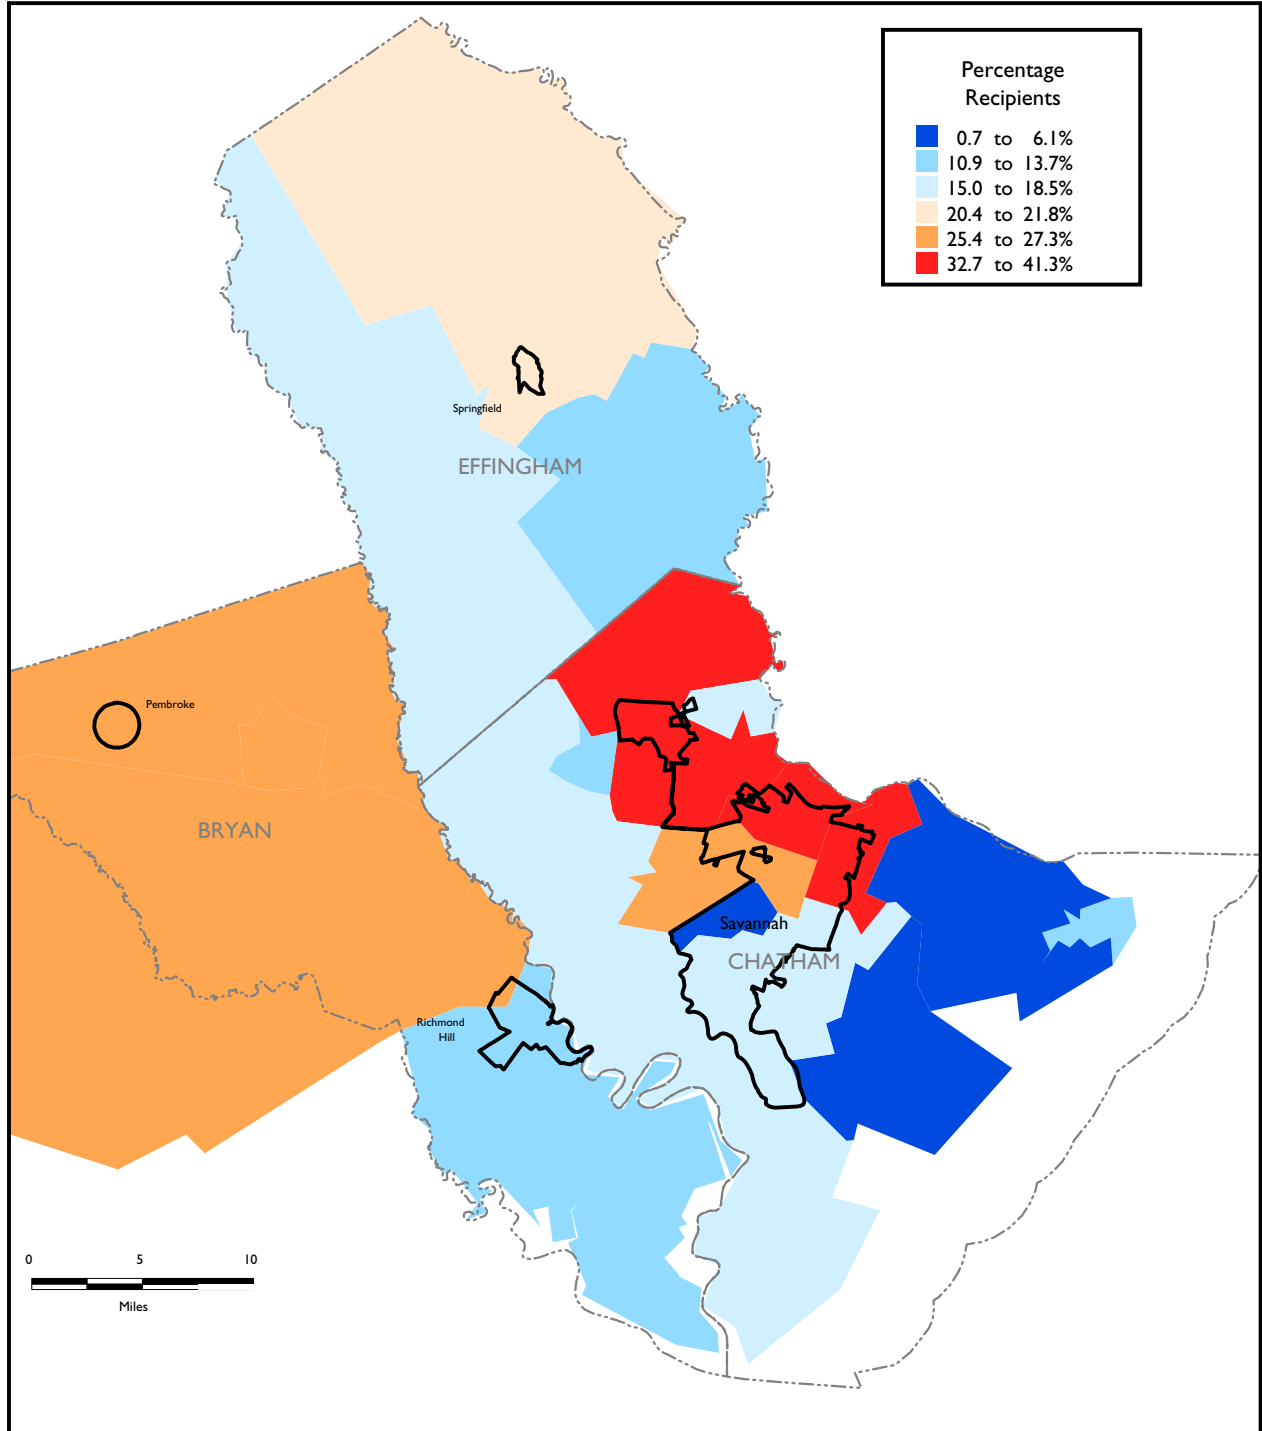 Percentage
Recipients
0.7 to 6.1%
10.9 to 13.7%
15.0 to 18.5%
20.4 to 21.8%
25.4 to 27.3%
32.7 to 41.3%
Springfield
EFFINGHAM
Pembroke
BRYAN
Savannah
CHATHAM
Richmond
Hill
0 5 10
Miles